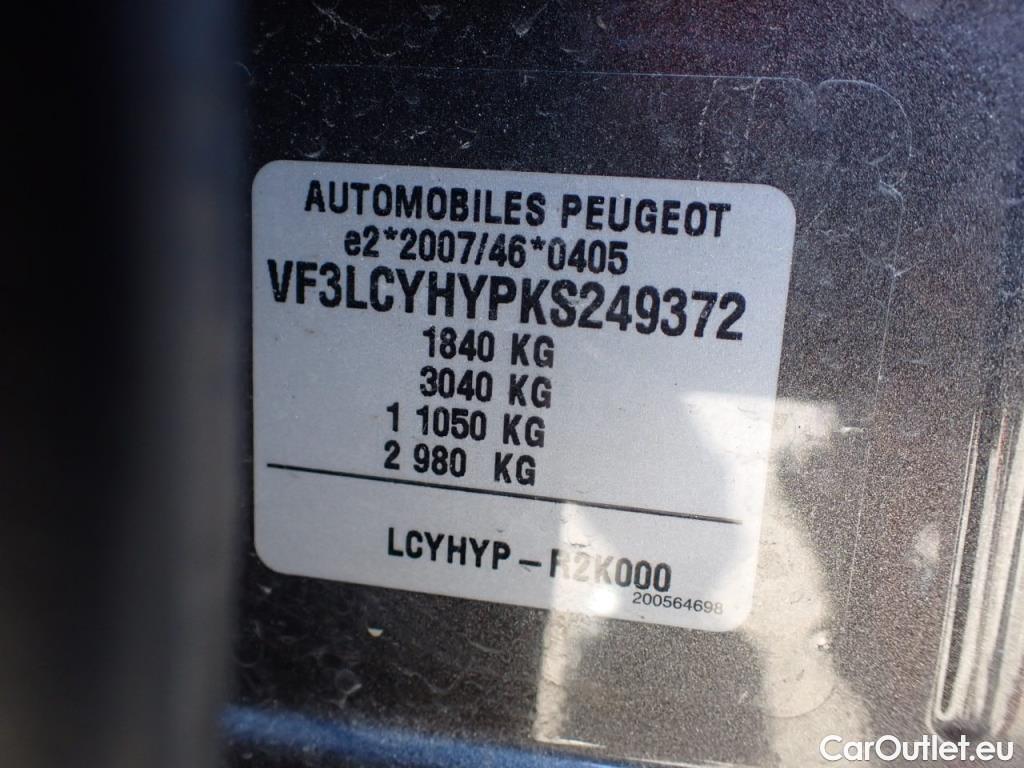 AUTOMOBILES PEUGEOT
e2*2007/46*0405
VF3LCYHYPKS249372
1840 KG
3040 KG
1 1050 KG
2 980 KG
LCYHYP - R2K000
200564698
CarOutlet.eu